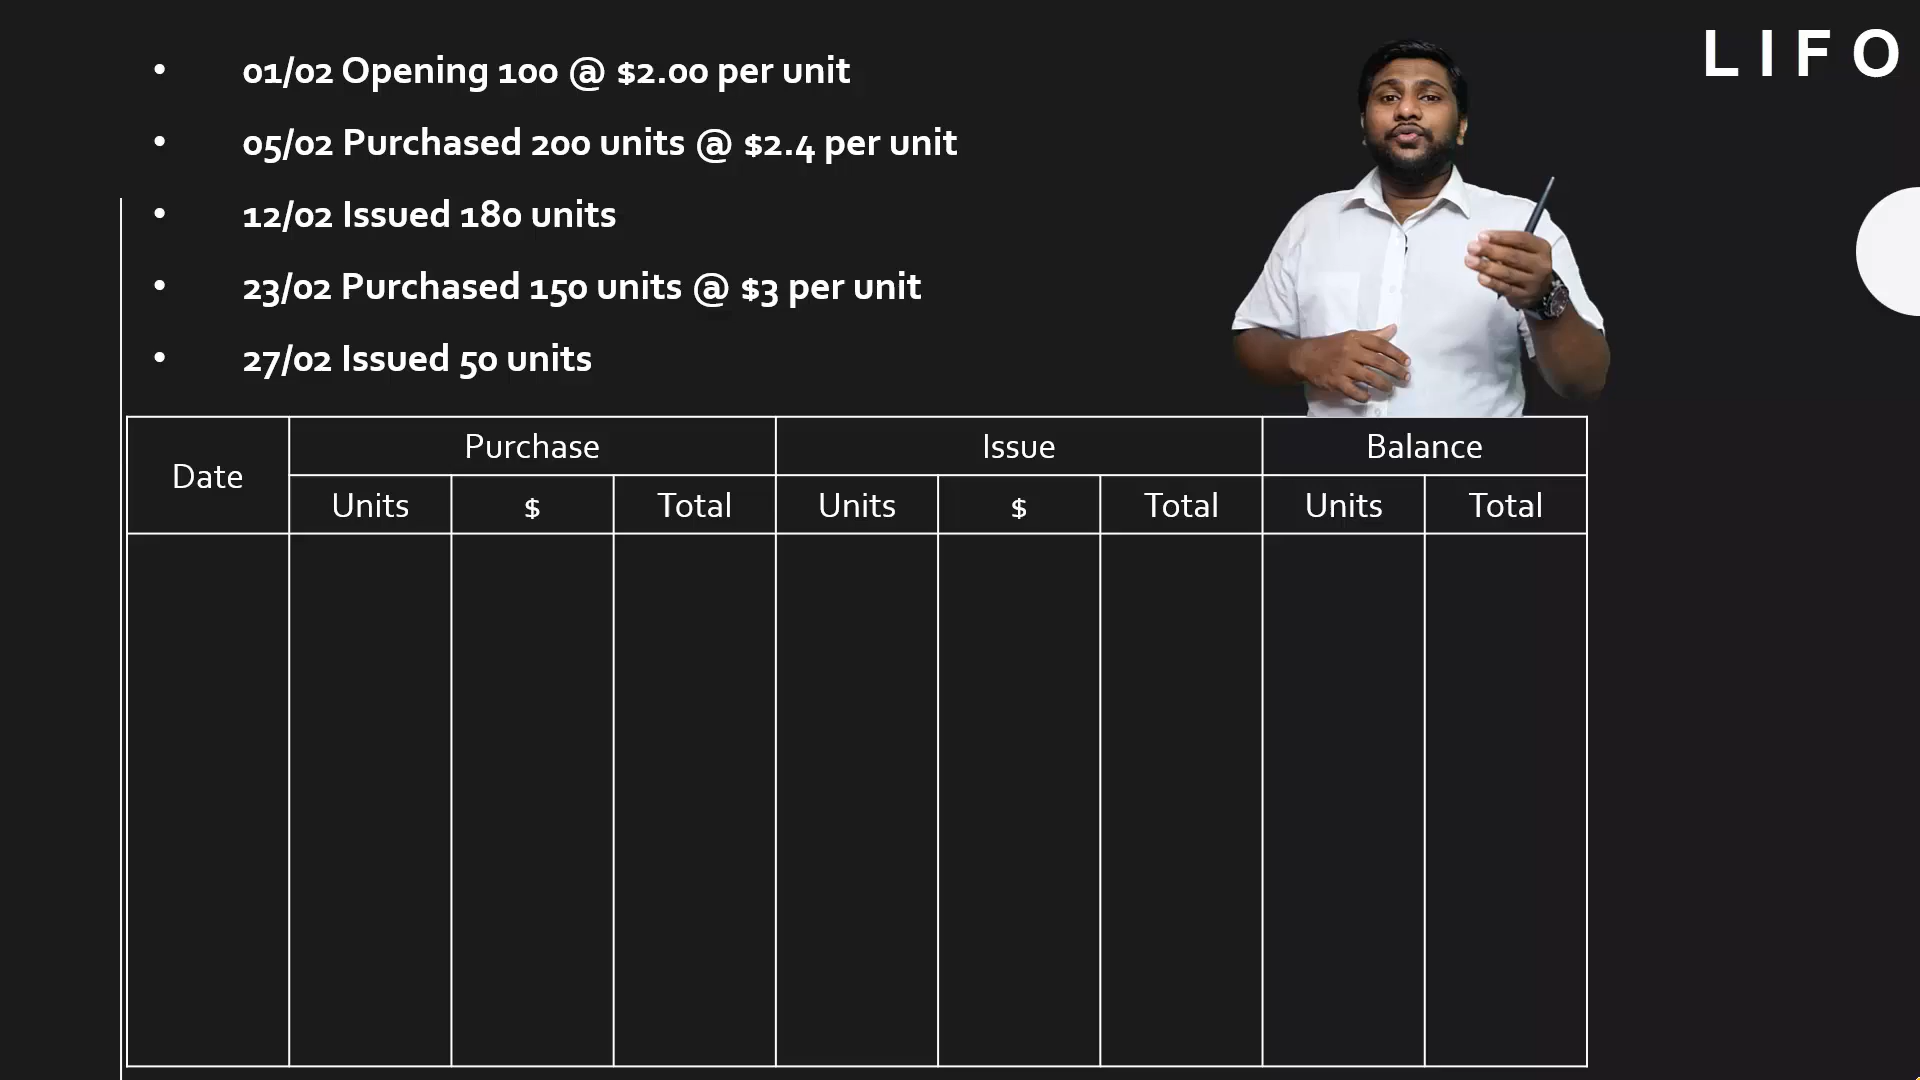 LIFO
• 01/02 Opening 100 @ $2.00 per unit
• 05/02 Purchased 200 units @ $2.4 per unit
• 12/02 Issued 180 units
• 23/02 Purchased 150 units @ $3 per unit
• 27/02 Issued 50 units
Date Purchase Issue Balance
Units $ Total Units $ Total Units Total